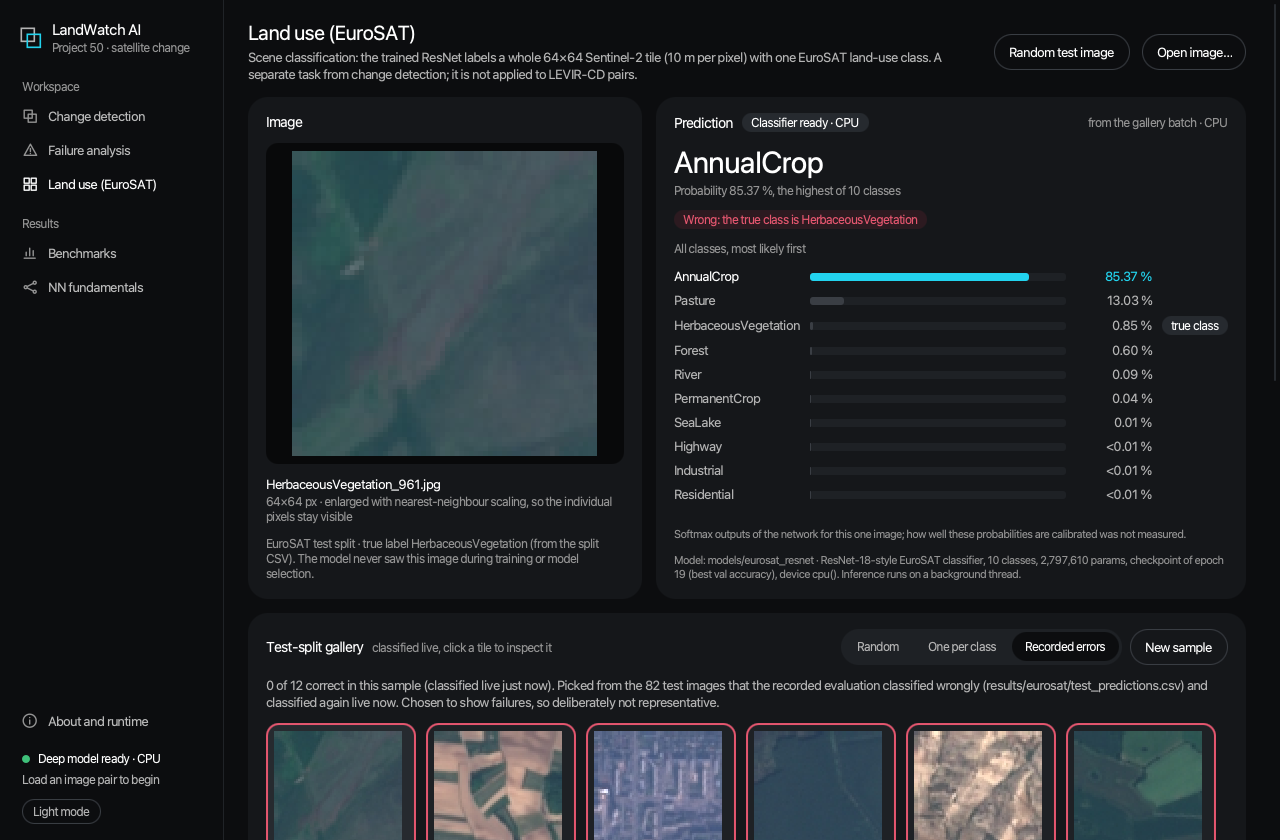 LandWatch AI
Project 50 · satellite change
Workspace
Change detection
Failure analysis
Land use (EuroSAT)
Results
Benchmarks
NN fundamentals
About and runtime
Deep model ready · CPU
Load an image pair to begin
Light mode
Land use (EuroSAT)
Scene classification: the trained ResNet labels a whole 64×64 Sentinel-2 tile (10 m per pixel) with one EuroSAT land-use class. A
separate task from change detection; it is not applied to LEVIR-CD pairs.
Random test image
Open image...
Image
HerbaceousVegetation_961.jpg
64×64 px · enlarged with nearest-neighbour scaling, so the individual
pixels stay visible
EuroSAT test split · true label HerbaceousVegetation (from the split
CSV). The model never saw this image during training or model
selection.
Prediction
Classifier ready · CPU
from the gallery batch · CPU
AnnualCrop
Probability 85.37 %, the highest of 10 classes
Wrong: the true class is HerbaceousVegetation
All classes, most likely first
AnnualCrop 85.37 %
Pasture 13.03 %
HerbaceousVegetation 0.85 % true class
Forest 0.60 %
River 0.09 %
PermanentCrop 0.04 %
SeaLake 0.01 %
Highway <0.01 %
Industrial <0.01 %
Residential <0.01 %
Softmax outputs of the network for this one image; how well these probabilities are calibrated was not measured.
Model: models/eurosat_resnet · ResNet-18-style EuroSAT classifier, 10 classes, 2,797,610 params, checkpoint of epoch
19 (best val accuracy), device cpu(). Inference runs on a background thread.
Test-split gallery
classified live, click a tile to inspect it
Random
One per class
Recorded errors
New sample
0 of 12 correct in this sample (classified live just now). Picked from the 82 test images that the recorded evaluation classified wrongly (results/eurosat/test_predictions.csv) and
classified again live now. Chosen to show failures, so deliberately not representative.